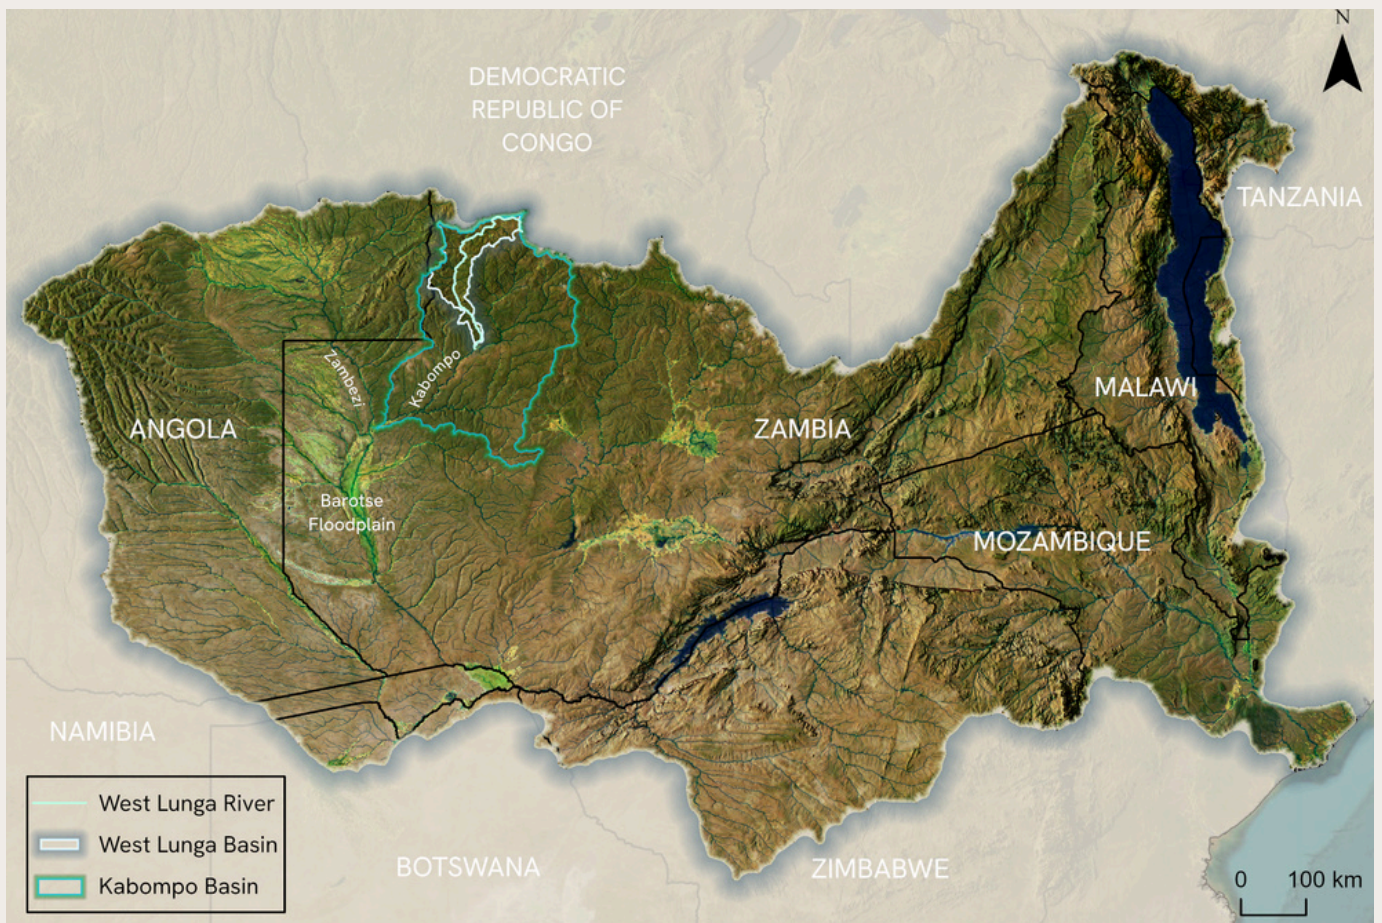 N
DEMOCRATIC
REPUBLIC OF
CONGO
TANZANIA
Zambezi
Kabompo
MALAWI
ANGOLA
ZAMBIA
Barotse
Floodplain
MOZAMBIQUE
NAMIBIA
West Lunga River
West Lunga Basin
Kabompo Basin
BOTSWANA
ZIMBABWE
0 100 km